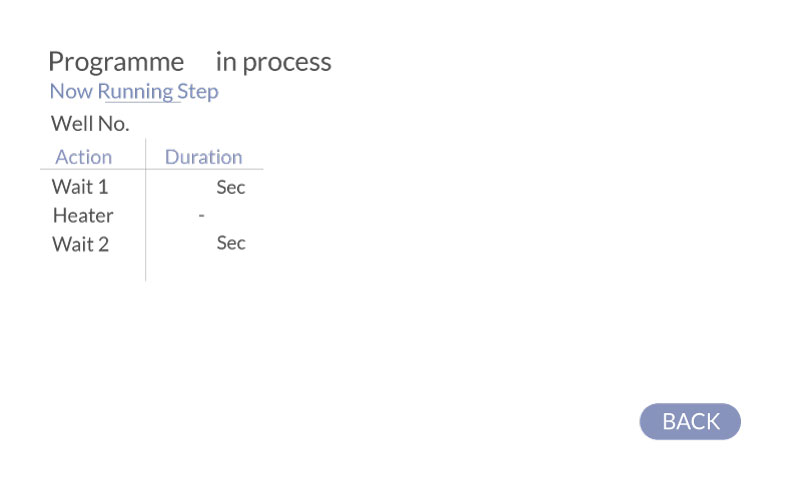 Programme in process
Now Running Step
Well No.
Action Duration
Wait 1 Sec
Heater -
Wait 2 Sec
BACK